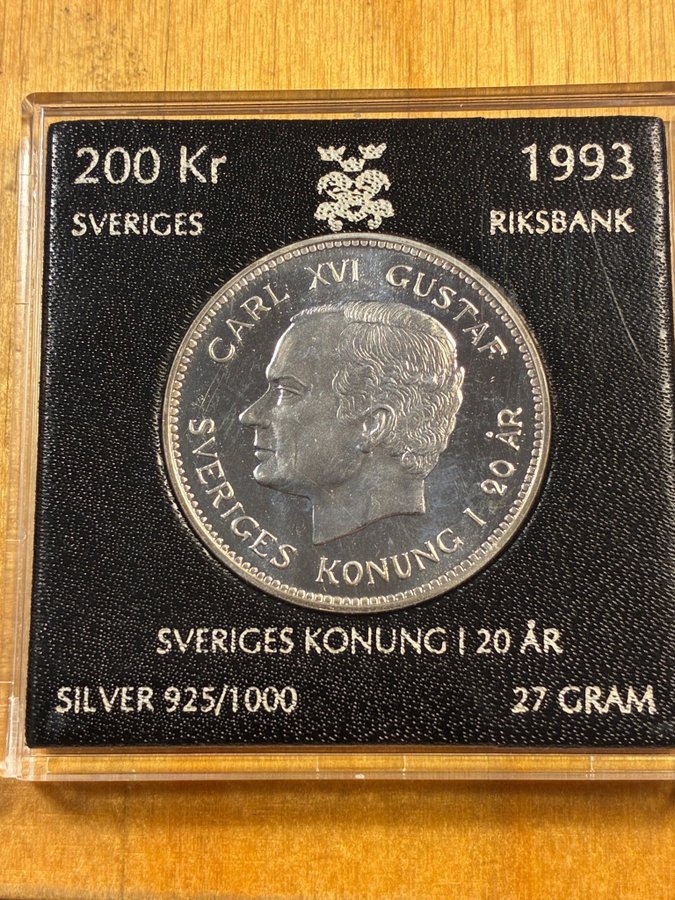 200 Kr
1993
SVERIGES
RIKSBANK
CARL XVI GUSTAF
SVERIGES KONUNG I 20 ÅR
SVERIGES KONUNG I 20 ÅR
SILVER 925/1000
27 GRAM